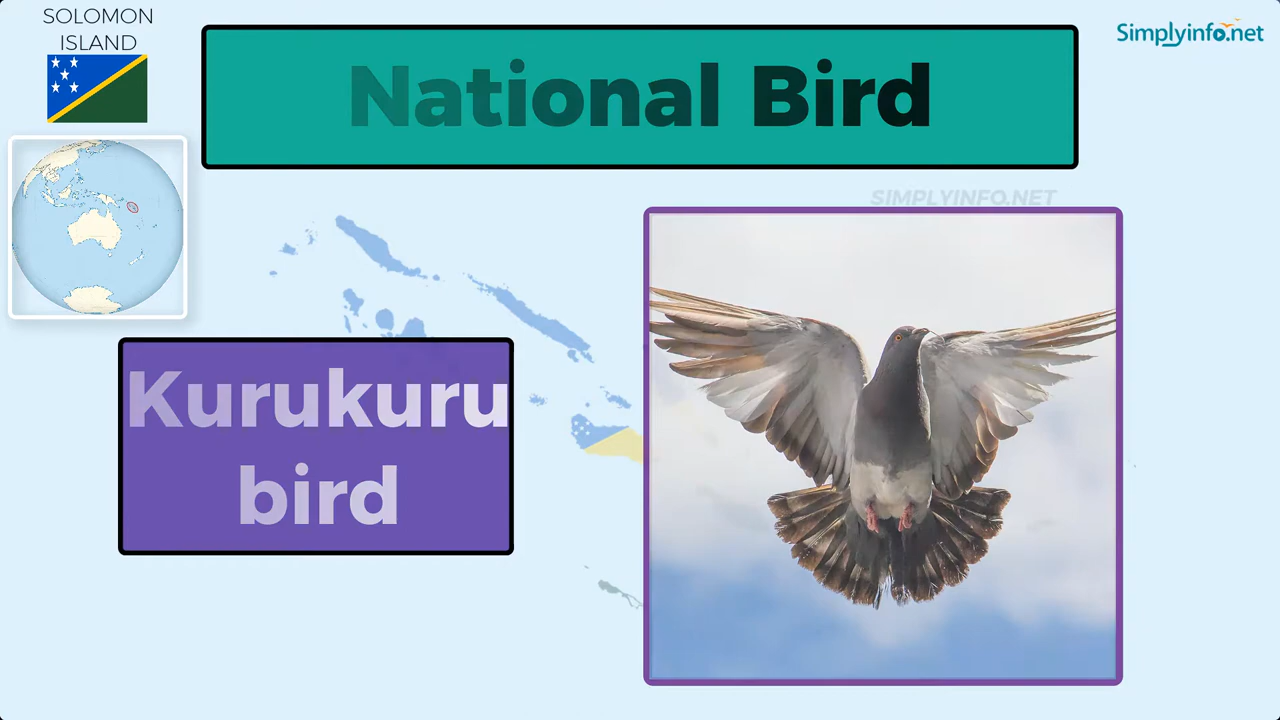 SOLOMON
ISLAND
National Bird
Simplyinfo.net
SIMPLYINFO.NET
Kurukuru
bird